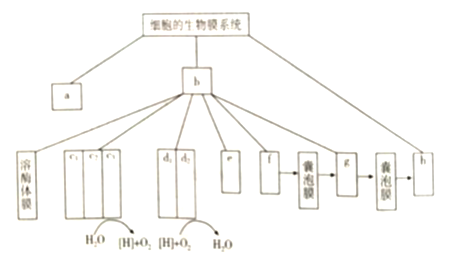 细胞的生物膜系统
a
b
溶酶体膜
c₁ c₂ c₃
d₁ d₂
e
f
囊泡膜
g
囊泡膜
h
H₂O [H]+O₂ [H]+O₂ H₂O